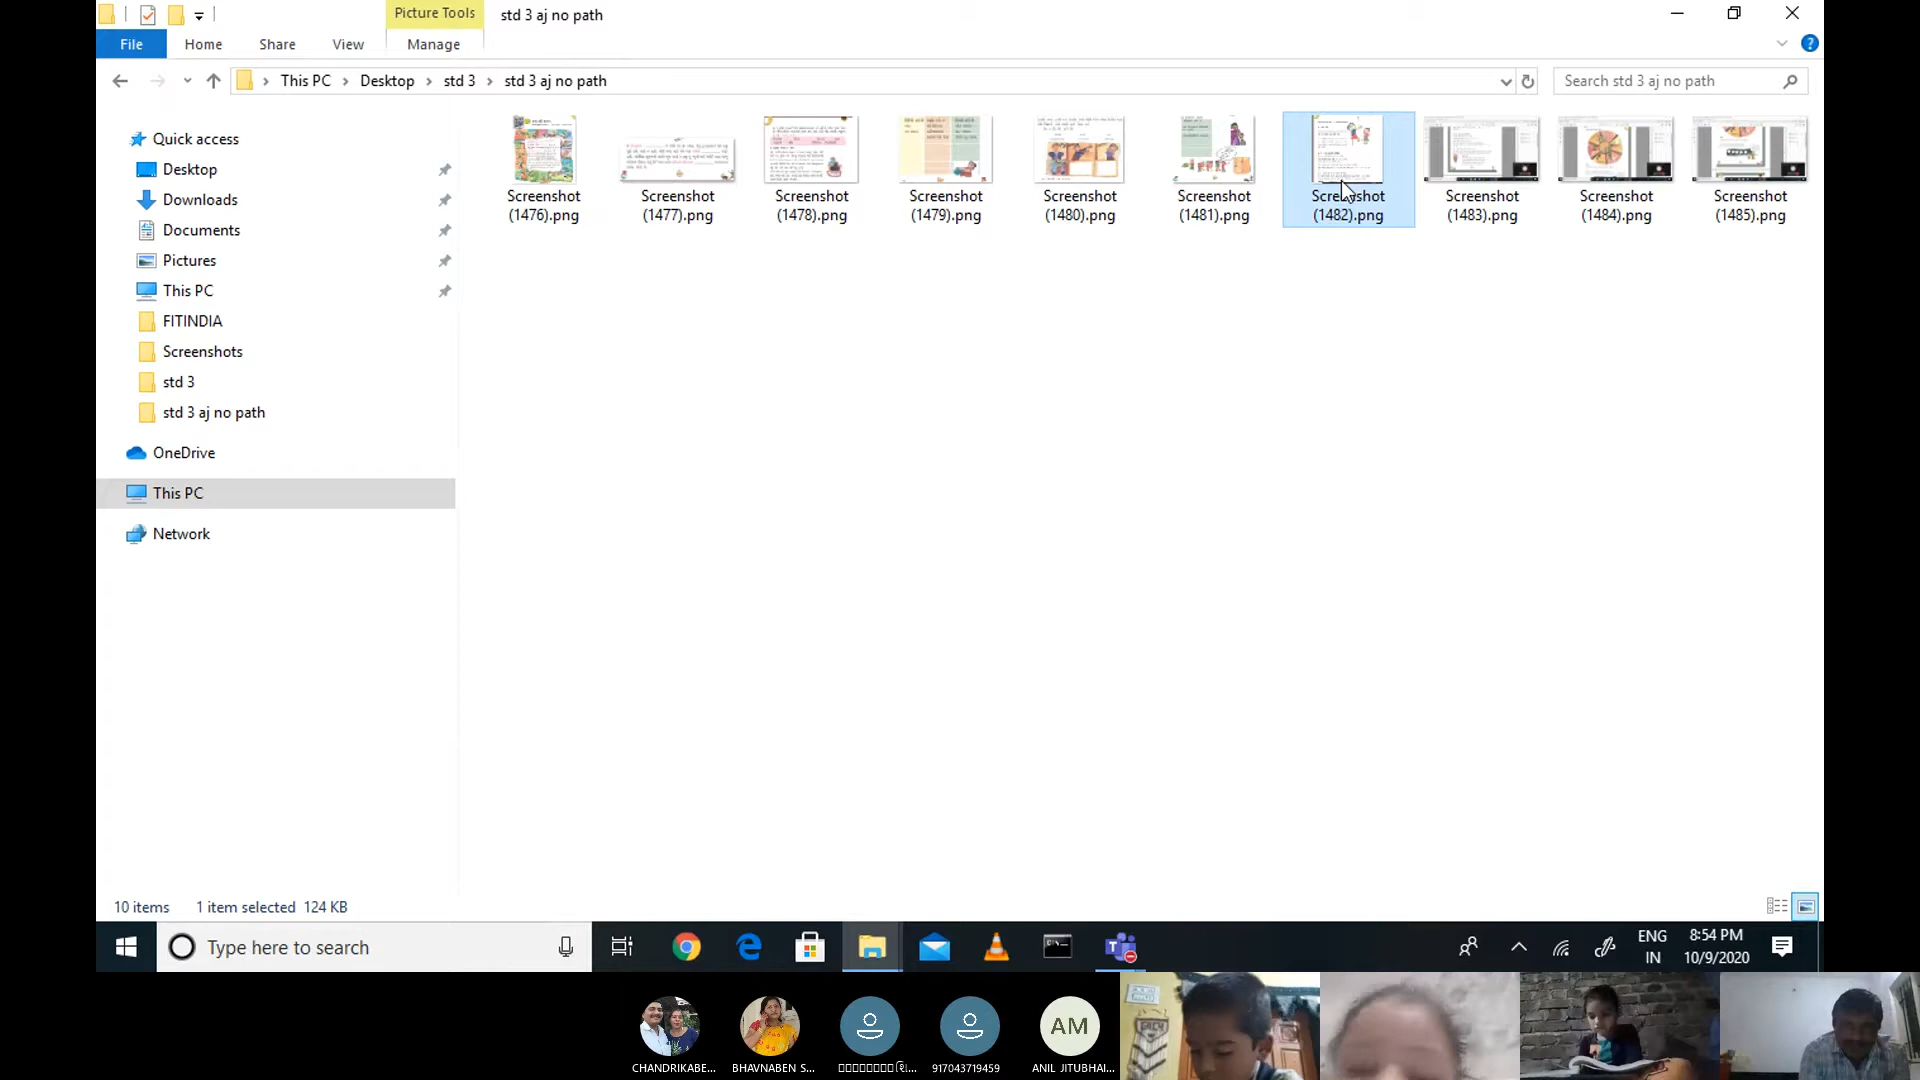 Picture Tools
std 3 aj no path
File
Home
Share
View
Manage
This PC
Desktop
std 3
std 3 aj no path
Search std 3 aj no path
Quick access
Desktop
Downloads
Documents
Pictures
This PC
FITINDIA
Screenshots
std 3
std 3 aj no path
OneDrive
This PC
Network
Screenshot
(1476).png
Screenshot
(1477).png
Screenshot
(1478).png
Screenshot
(1479).png
Screenshot
(1480).png
Screenshot
(1481).png
Screenshot
(1482).png
Screenshot
(1483).png
Screenshot
(1484).png
Screenshot
(1485).png
10 items
1 item selected 124 KB
Type here to search
ENG
IN
8:54 PM
10/9/2020
AM
CHANDRIKABE...
BHAVNABEN S...
917043719459
ANIL JITUBHAI...